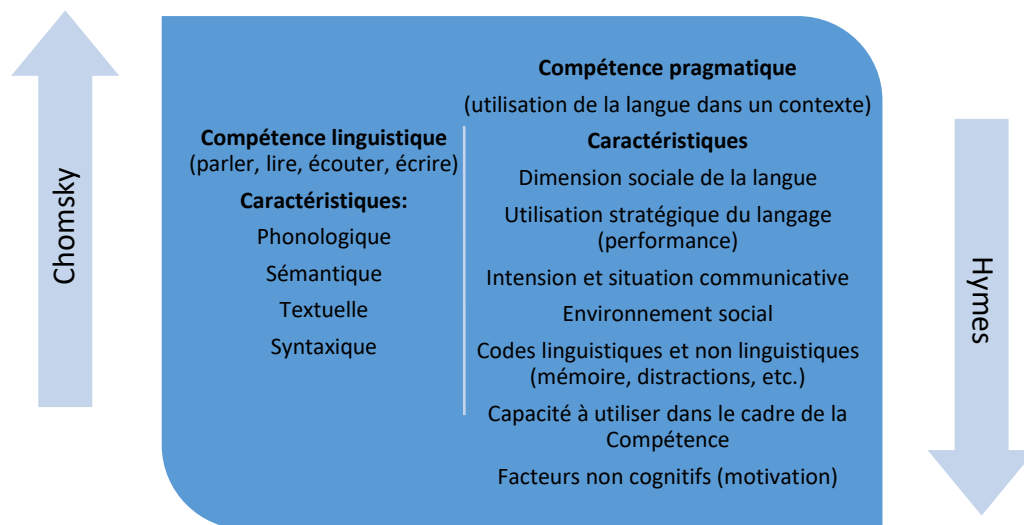 Chomsky
Compétence linguistique
(parler, lire, écouter, écrire)
Caractéristiques:
Phonologique
Sémantique
Textuelle
Syntaxique
Compétence pragmatique
(utilisation de la langue dans un contexte)
Caractéristiques
Dimension sociale de la langue
Utilisation stratégique du langage
(performance)
Intension et situation communicative
Environnement social
Codes linguistiques et non linguistiques
(mémoire, distractions, etc.)
Capacité à utiliser dans le cadre de la
Compétence
Facteurs non cognitifs (motivation)
Hymes